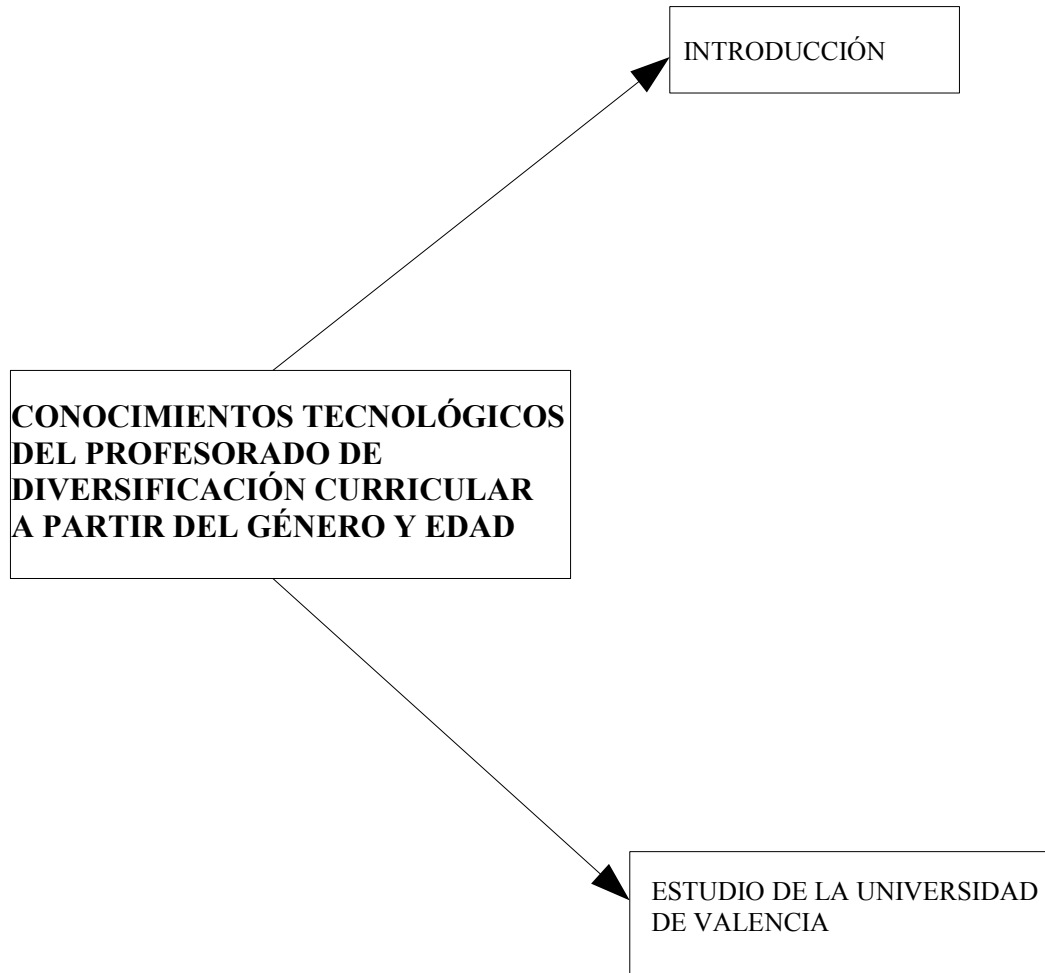 INTRODUCCIÓN
CONOCIMIENTOS TECNOLÓGICOS
DEL PROFESORADO DE
DIVERSIFICACIÓN CURRICULAR
A PARTIR DEL GÉNERO Y EDAD
ESTUDIO DE LA UNIVERSIDAD
DE VALENCIA